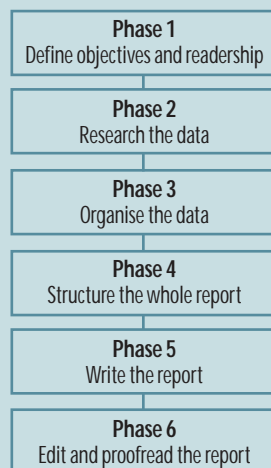 Phase 1
Define objectives and readership
Phase 2
Research the data
Phase 3
Organise the data
Phase 4
Structure the whole report
Phase 5
Write the report
Phase 6
Edit and proofread the report